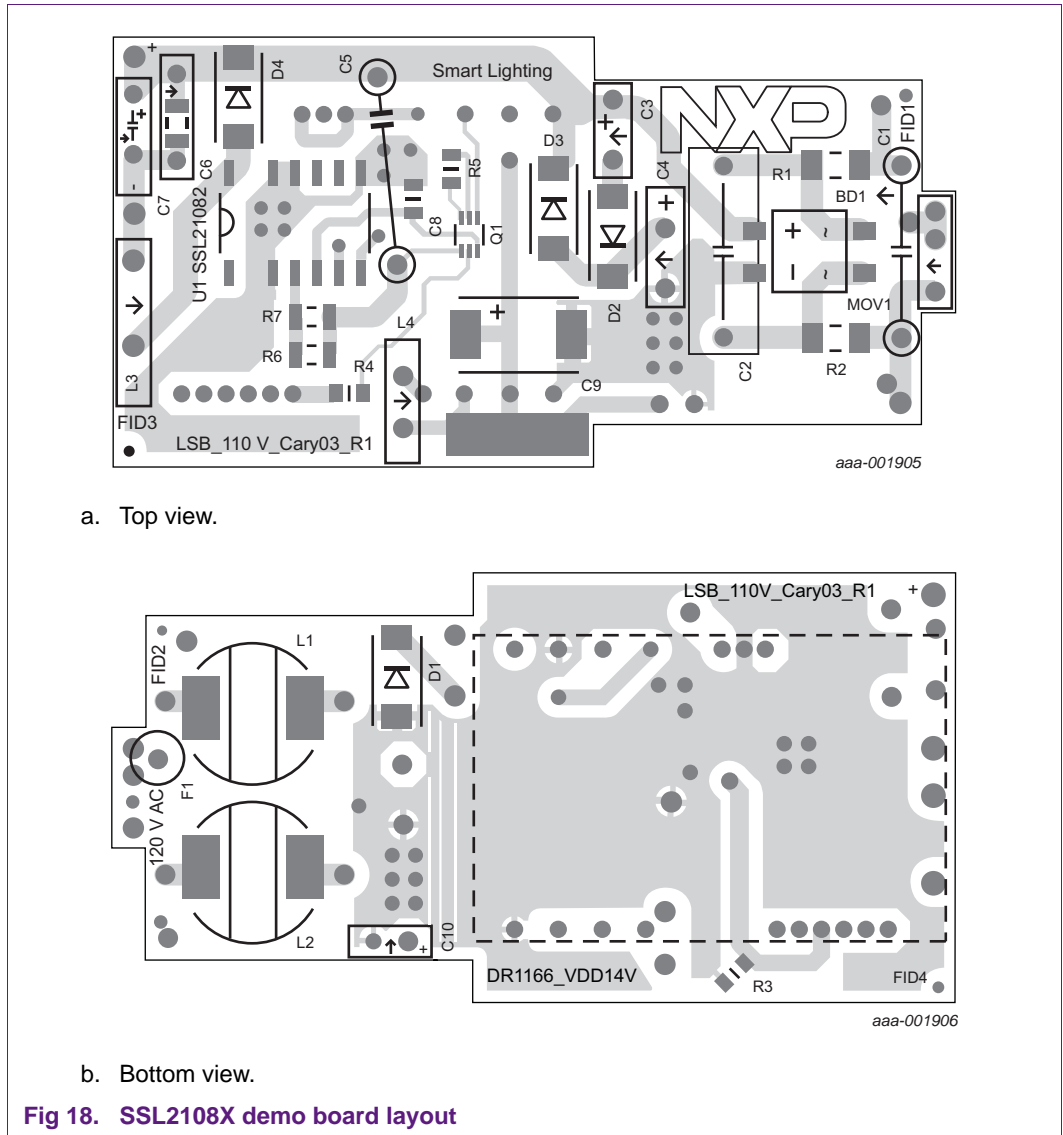 +
D4
C5
Smart Lighting
C3
NXP
C1
FID1
+
-
C6
C7
D3
+
C4
+
R5
R1
BD1
U1 SSL21082
C8
Q1
+
~
−
~
D2
MOV1
R7
R6
L4
+
R4
C9
C2
R2
L3
FID3
LSB_110 V_Cary03_R1
aaa-001905
a. Top view.
LSB_110V_Cary03_R1
+
FID2
L1
D1
F1
120 V AC
L2
C10
+
DR1166_VDD14V
R3
FID4
aaa-001906
b. Bottom view.
Fig 18. SSL2108X demo board layout